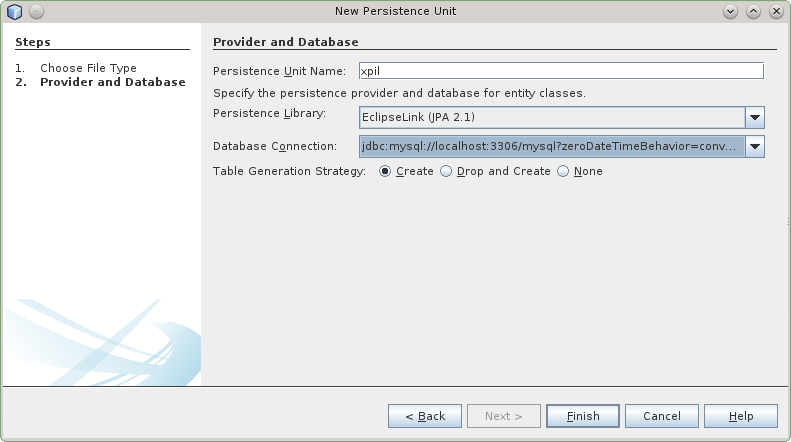 New Persistence Unit
Steps
1. Choose File Type
2. Provider and Database
Provider and Database
Persistence Unit Name: xpil
Specify the persistence provider and database for entity classes.
Persistence Library: EclipseLink (JPA 2.1)
Database Connection: jdbc:mysql://localhost:3306/mysql?zeroDateTimeBehavior=conv...
Table Generation Strategy: Create Drop and Create None
< Back Next > Finish Cancel Help